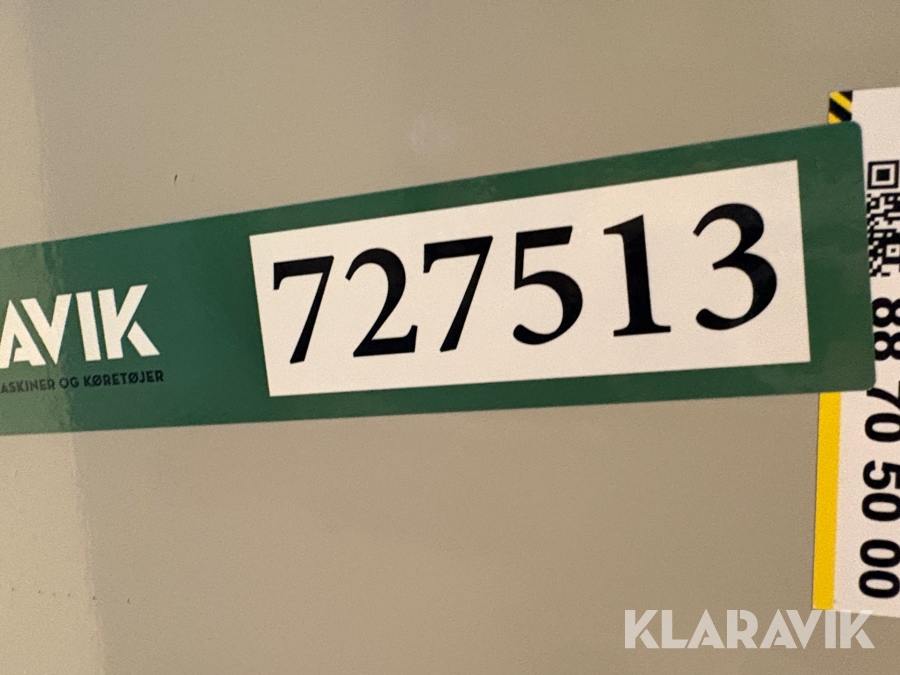 727513
AVIK
ASKINER OG KØRETØJER
88 70 50 00
KLARAVIK